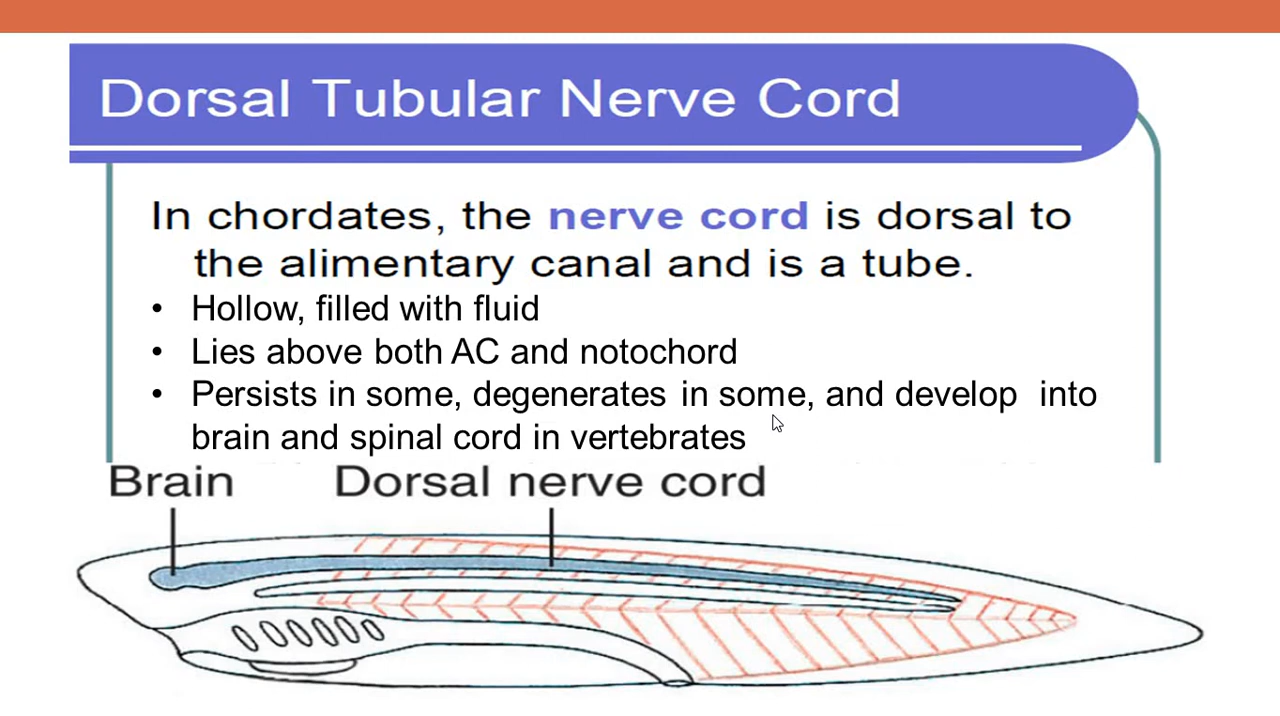 Dorsal Tubular Nerve Cord
In chordates, the nerve cord is dorsal to
the alimentary canal and is a tube.
• Hollow, filled with fluid
• Lies above both AC and notochord
• Persists in some, degenerates in some, and develop into
brain and spinal cord in vertebrates
Brain Dorsal nerve cord